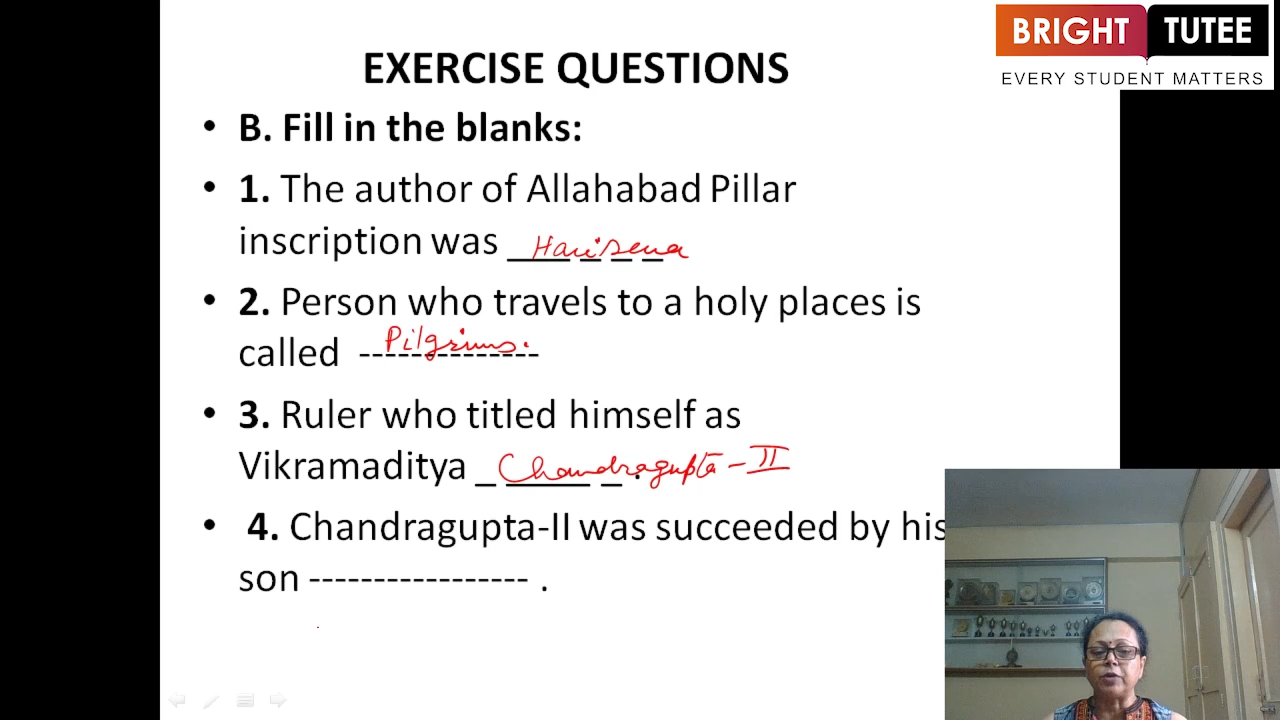 BRIGHT TUTEE
EVERY STUDENT MATTERS
EXERCISE QUESTIONS
• B. Fill in the blanks:
• 1. The author of Allahabad Pillar
inscription was ____ _ _ _ Harisena
• 2. Person who travels to a holy places is
called -------------- Pilgrims.
• 3. Ruler who titled himself as
Vikramaditya _ ____ _ . Chandragupta - II
• 4. Chandragupta-II was succeeded by his
son ----------------- .